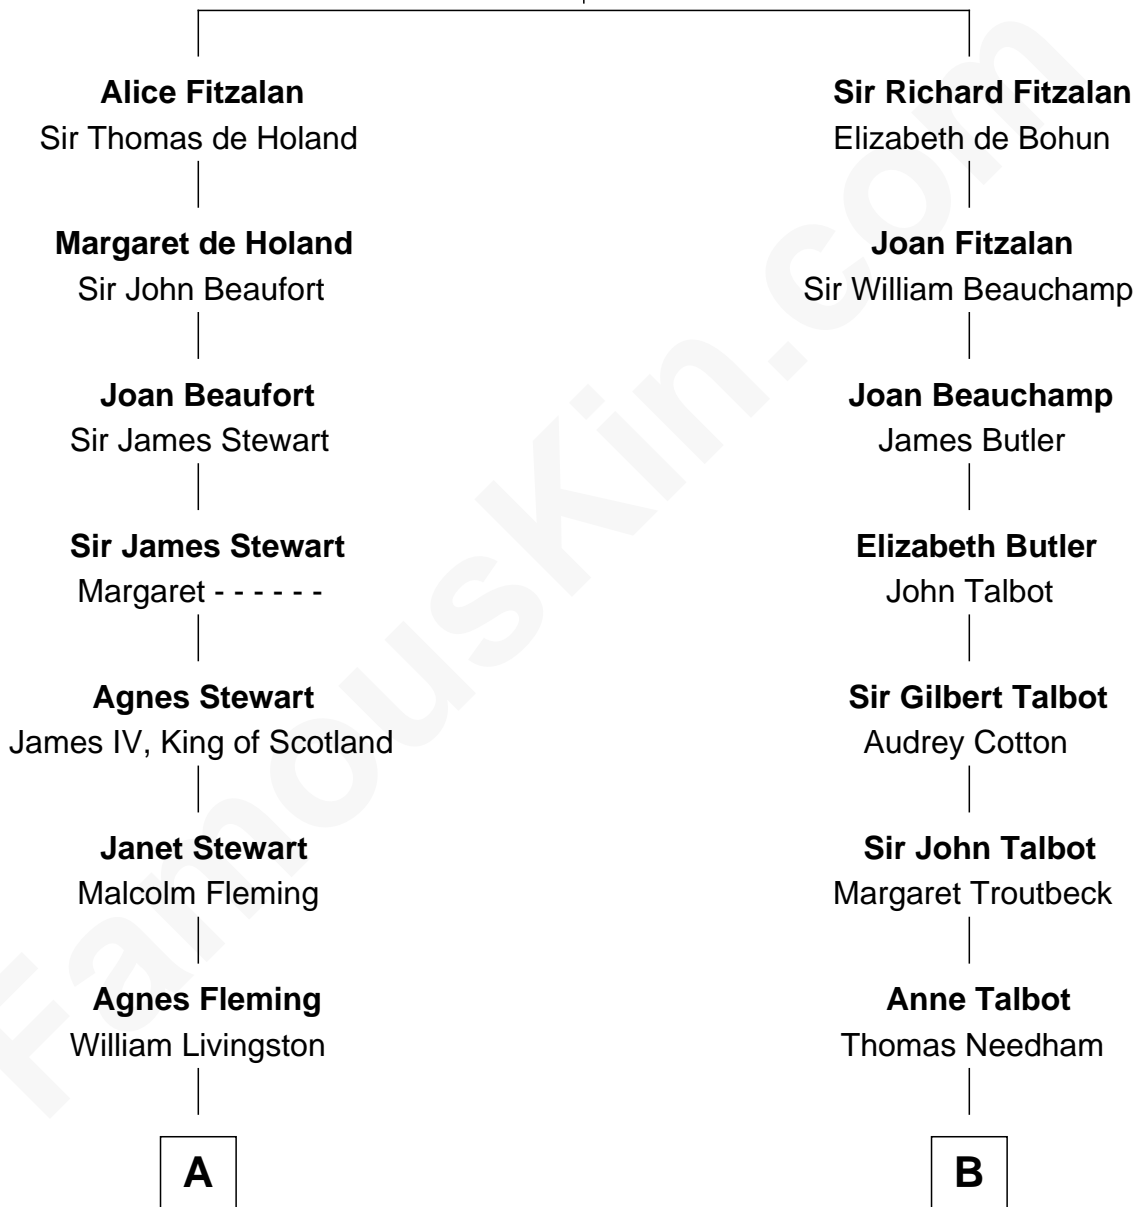 Alice Fitzalan
Sir Thomas de Holand
Margaret de Holand
Sir John Beaufort
Joan Beaufort
Sir James Stewart
Sir James Stewart
Margaret - - - - - -
Agnes Stewart
James IV, King of Scotland
Janet Stewart
Malcolm Fleming
Agnes Fleming
William Livingston
A
Sir Richard Fitzalan
Elizabeth de Bohun
Joan Fitzalan
Sir William Beauchamp
Joan Beauchamp
James Butler
Elizabeth Butler
John Talbot
Sir Gilbert Talbot
Audrey Cotton
Sir John Talbot
Margaret Troutbeck
Anne Talbot
Thomas Needham
B
FamousKin.com